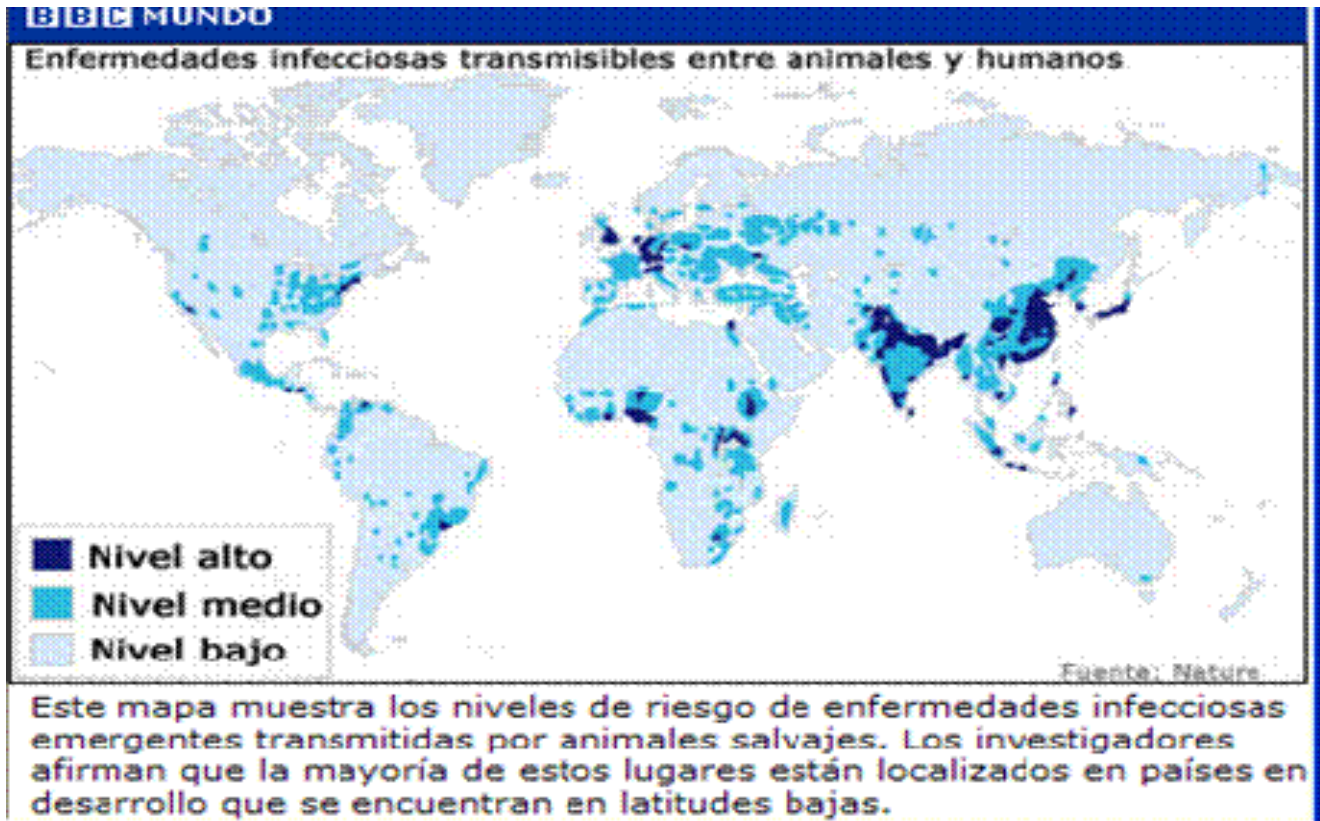 BBC MUNDO
Enfermedades infecciosas transmisibles entre animales y humanos
Nivel alto
Nivel medio
Nivel bajo
Fuente: Nature
Este mapa muestra los niveles de riesgo de enfermedades infecciosas
emergentes transmitidas por animales salvajes. Los investigadores
afirman que la mayoría de estos lugares están localizados en países en
desarrollo que se encuentran en latitudes bajas.